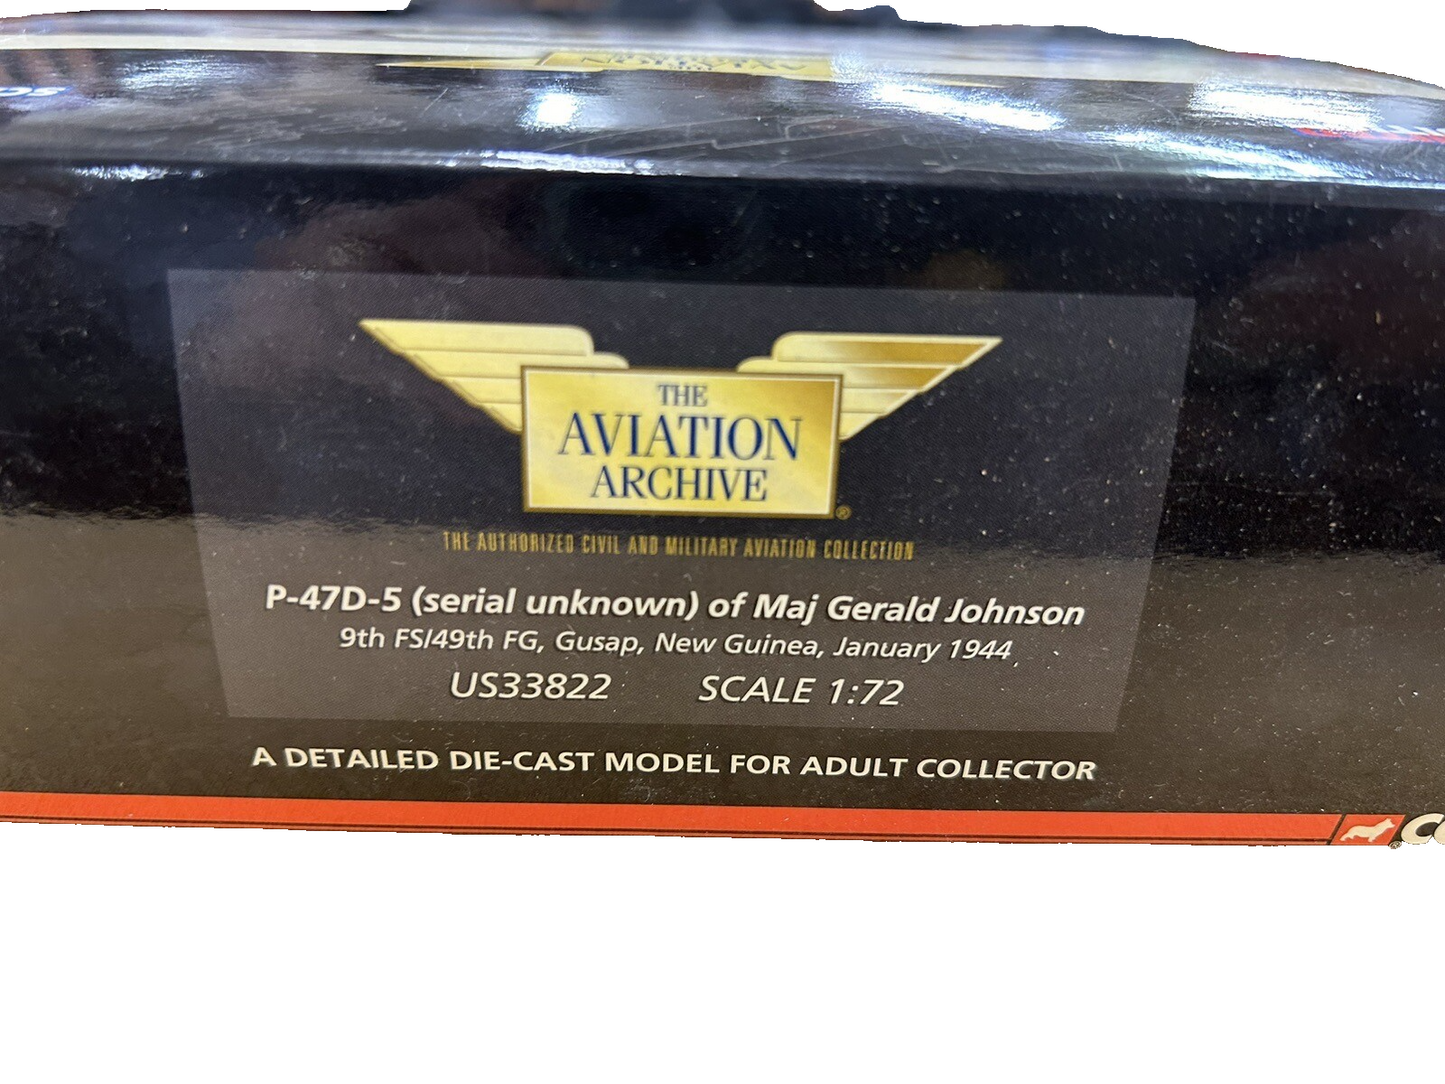 THE
AVIATION
ARCHIVE
®
THE AUTHORIZED CIVIL AND MILITARY AVIATION COLLECTION
P-47D-5 (serial unknown) of Maj Gerald Johnson
9th FS/49th FG, Gusap, New Guinea, January 1944
US33822 SCALE 1:72
A DETAILED DIE-CAST MODEL FOR ADULT COLLECTOR